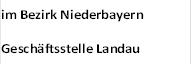 im Bezirk Niederbayern
Geschäftsstelle Landau